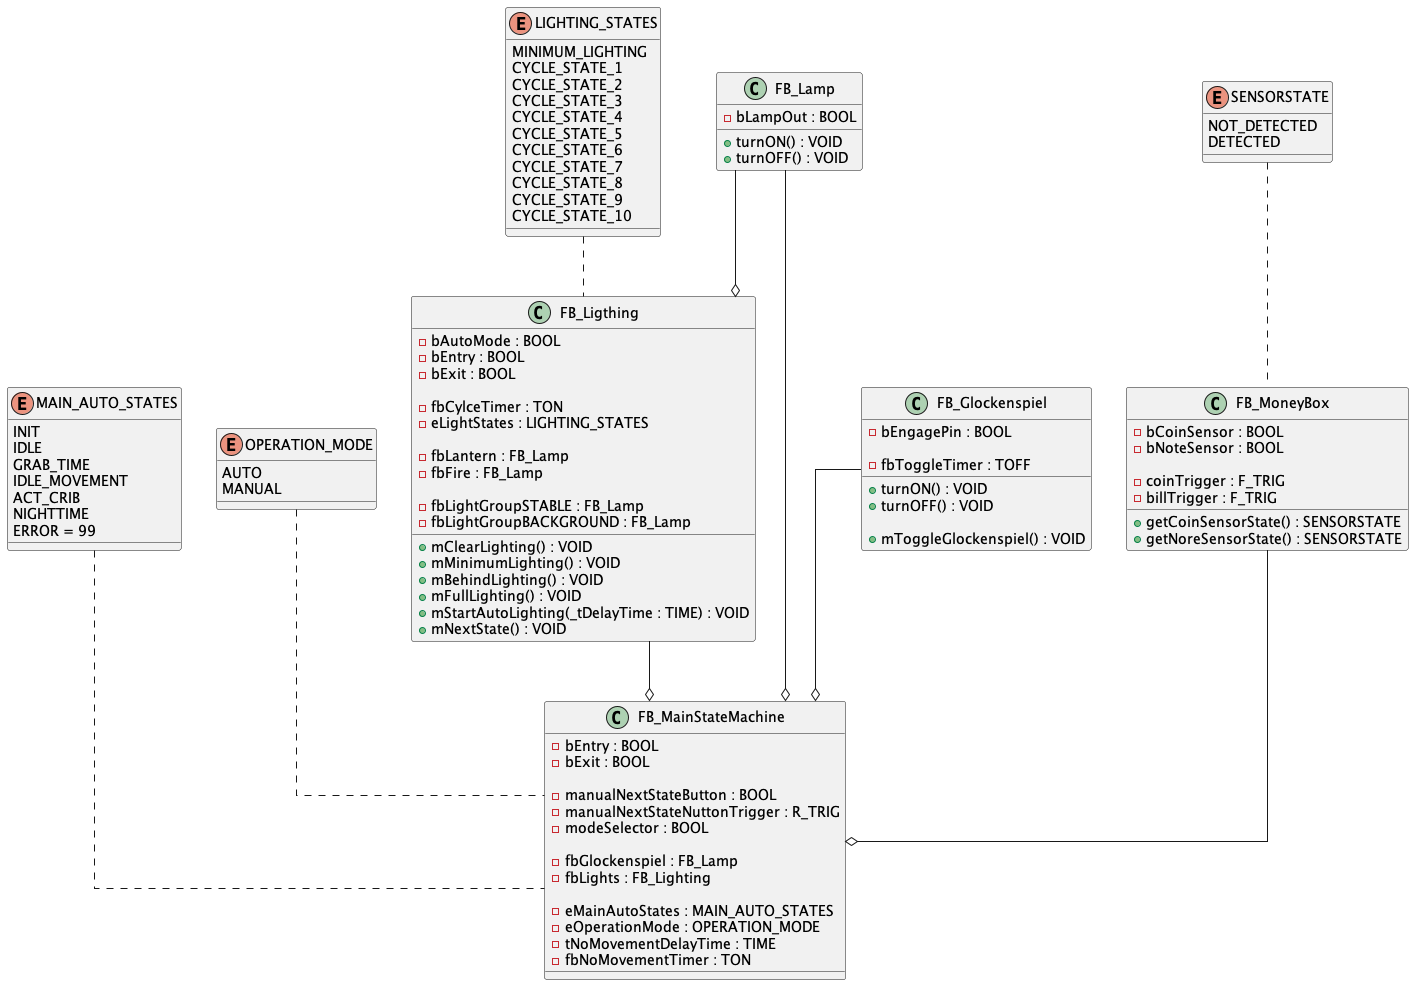 E LIGHTING_STATES
MINIMUM_LIGHTING
CYCLE_STATE_1
CYCLE_STATE_2
CYCLE_STATE_3
CYCLE_STATE_4
CYCLE_STATE_5
CYCLE_STATE_6
CYCLE_STATE_7
CYCLE_STATE_8
CYCLE_STATE_9
CYCLE_STATE_10
C FB_Lamp
bLampOut : BOOL
turnON() : VOID
turnOFF() : VOID
E SENSORSTATE
NOT_DETECTED
DETECTED
C FB_Ligthing
bAutoMode : BOOL
bEntry : BOOL
bExit : BOOL
fbCylceTimer : TON
eLightStates : LIGHTING_STATES
fbLantern : FB_Lamp
fbFire : FB_Lamp
fbLightGroupSTABLE : FB_Lamp
fbLightGroupBACKGROUND : FB_Lamp
mClearLighting() : VOID
mMinimumLighting() : VOID
mBehindLighting() : VOID
mFullLighting() : VOID
mStartAutoLighting(_tDelayTime : TIME) : VOID
mNextState() : VOID
E MAIN_AUTO_STATES
INIT
IDLE
GRAB_TIME
IDLE_MOVEMENT
ACT_CRIB
NIGHTTIME
ERROR = 99
E OPERATION_MODE
AUTO
MANUAL
C FB_Glockenspiel
bEngagePin : BOOL
fbToggleTimer : TOFF
turnON() : VOID
turnOFF() : VOID
mToggleGlockenspiel() : VOID
C FB_MoneyBox
bCoinSensor : BOOL
bNoteSensor : BOOL
coinTrigger : F_TRIG
billTrigger : F_TRIG
getCoinSensorState() : SENSORSTATE
getNoreSensorState() : SENSORSTATE
C FB_MainStateMachine
bEntry : BOOL
bExit : BOOL
manualNextStateButton : BOOL
manualNextStateNuttonTrigger : R_TRIG
modeSelector : BOOL
fbGlockenspiel : FB_Lamp
fbLights : FB_Lighting
eMainAutoStates : MAIN_AUTO_STATES
eOperationMode : OPERATION_MODE
tNoMovementDelayTime : TIME
fbNoMovementTimer : TON